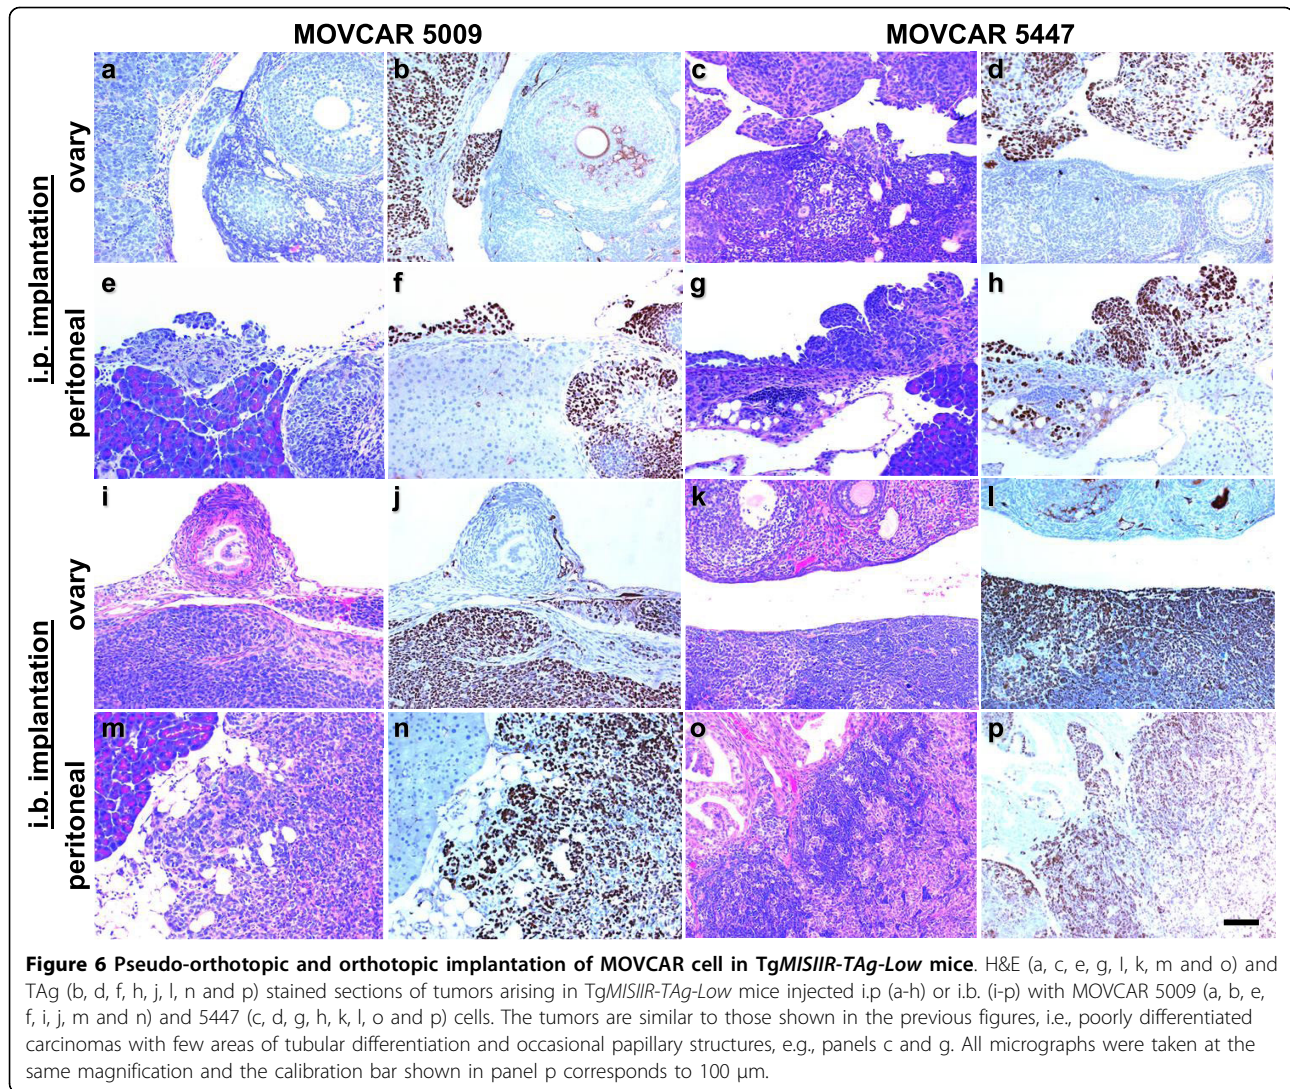 MOVCAR 5009 MOVCAR 5447
a b c d
ovary
e f g h
peritoneal
i.p. implantation
i j k l
ovary
m n o p
peritoneal
i.b. implantation
Figure 6 Pseudo-orthotopic and orthotopic implantation of MOVCAR cell in TgMISIIR-TAg-Low mice. H&E (a, c, e, g, I, k, m and o) and
TAg (b, d, f, h, j, l, n and p) stained sections of tumors arising in TgMISIIR-TAg-Low mice injected i.p (a-h) or i.b. (i-p) with MOVCAR 5009 (a, b, e,
f, i, j, m and n) and 5447 (c, d, g, h, k, l, o and p) cells. The tumors are similar to those shown in the previous figures, i.e., poorly differentiated
carcinomas with few areas of tubular differentiation and occasional papillary structures, e.g., panels c and g. All micrographs were taken at the
same magnification and the calibration bar shown in panel p corresponds to 100 μm.